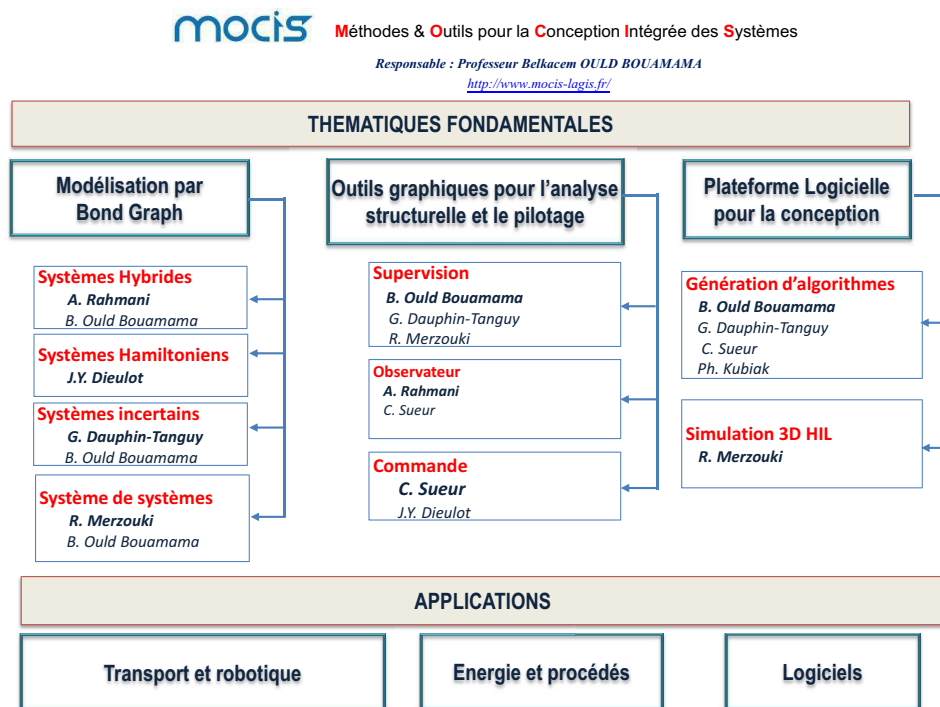 mocis Méthodes & Outils pour la Conception Intégrée des Systèmes
Responsable : Professeur Belkacem OULD BOUAMAMA
http://www.mocis-lagis.fr/
THEMATIQUES FONDAMENTALES
Modélisation par
Bond Graph
Systèmes Hybrides
A. Rahmani
B. Ould Bouamama
Systèmes Hamiltoniens
J.Y. Dieulot
Systèmes incertains
G. Dauphin-Tanguy
B. Ould Bouamama
Système de systèmes
R. Merzouki
B. Ould Bouamama
Outils graphiques pour l’analyse
structurelle et le pilotage
Supervision
B. Ould Bouamama
G. Dauphin-Tanguy
R. Merzouki
Observateur
A. Rahmani
C. Sueur
Commande
C. Sueur
J.Y. Dieulot
Plateforme Logicielle
pour la conception
Génération d’algorithmes
B. Ould Bouamama
G. Dauphin-Tanguy
C. Sueur
Ph. Kubiak
Simulation 3D HIL
R. Merzouki
APPLICATIONS
Transport et robotique
Energie et procédés
Logiciels